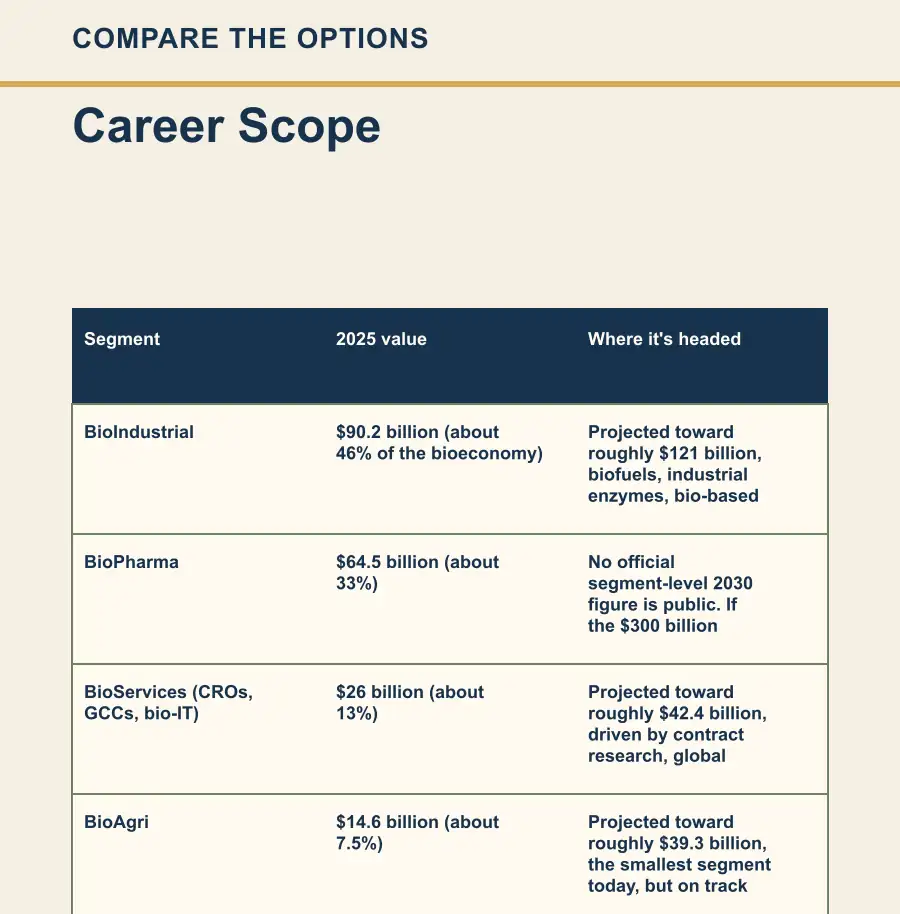 COMPARE THE OPTIONS
Career Scope
Segment
2025 value
Where it's headed
BioIndustrial
$90.2 billion (about
46% of the bioeconomy)
Projected toward
roughly $121 billion,
biofuels, industrial
enzymes, bio-based
BioPharma
$64.5 billion (about
33%)
No official
segment-level 2030
figure is public. If
the $300 billion
BioServices (CROs,
GCCs, bio-IT)
$26 billion (about
13%)
Projected toward
roughly $42.4 billion,
driven by contract
research, global
BioAgri
$14.6 billion (about
7.5%)
Projected toward
roughly $39.3 billion,
the smallest segment
today, but on track